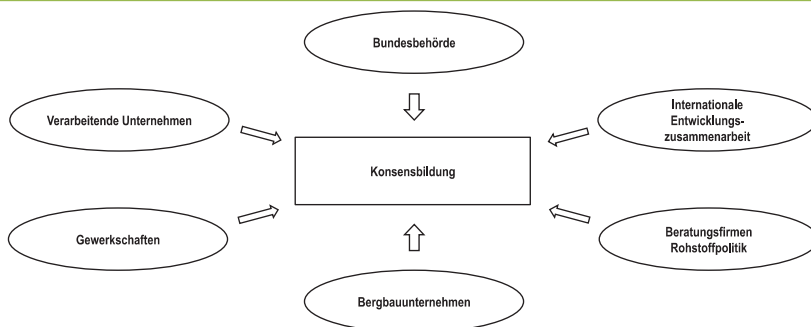 Bundesbehörde
Verarbeitende Unternehmen
Internationale
Entwicklungs-
zusammenarbeit
Konsensbildung
Gewerkschaften
Beratungsfirmen
Rohstoffpolitik
Bergbauunternehmen